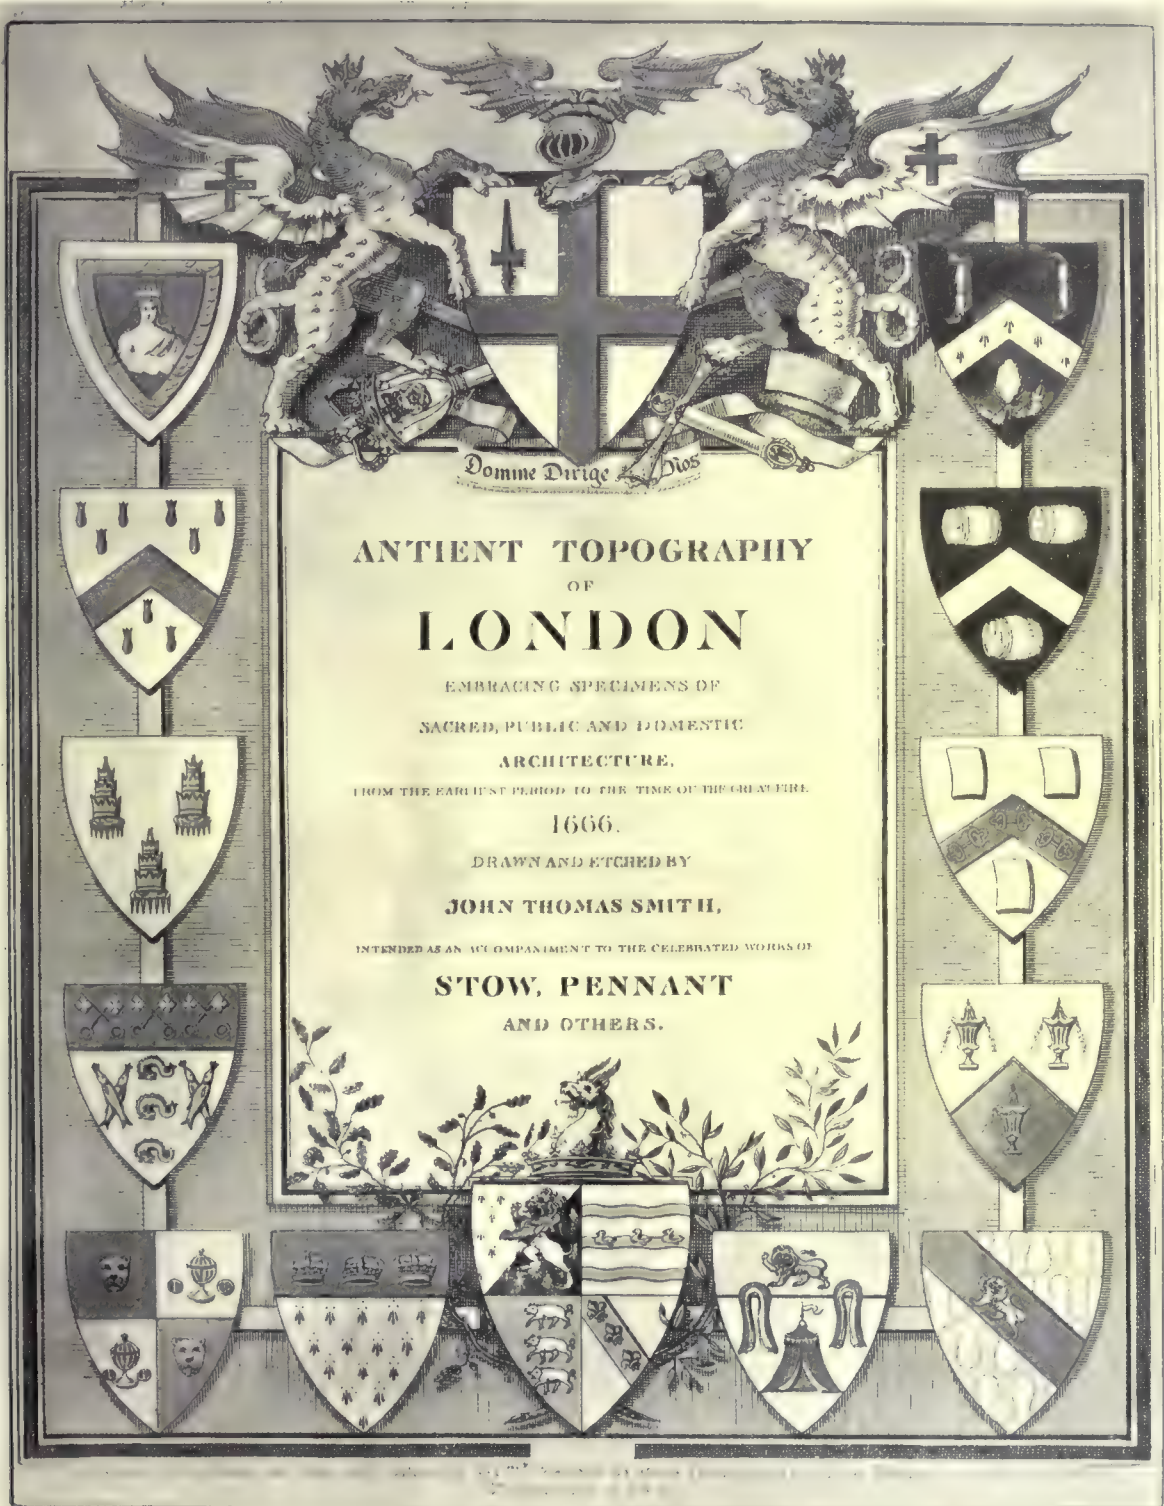 Domine Dirige Nos
ANTIENT TOPOGRAPHY
OF
LONDON
EMBRACING SPECIMENS OF
SACRED, PUBLIC AND DOMESTIC
ARCHITECTURE,
FROM THE EARLIEST PERIOD TO THE TIME OF THE GREAT FIRE
1666.
DRAWN AND ETCHED BY
JOHN THOMAS SMITH,
INTENDED AS AN ACCOMPANIMENT TO THE CELEBRATED WORKS OF
STOW, PENNANT
AND OTHERS.